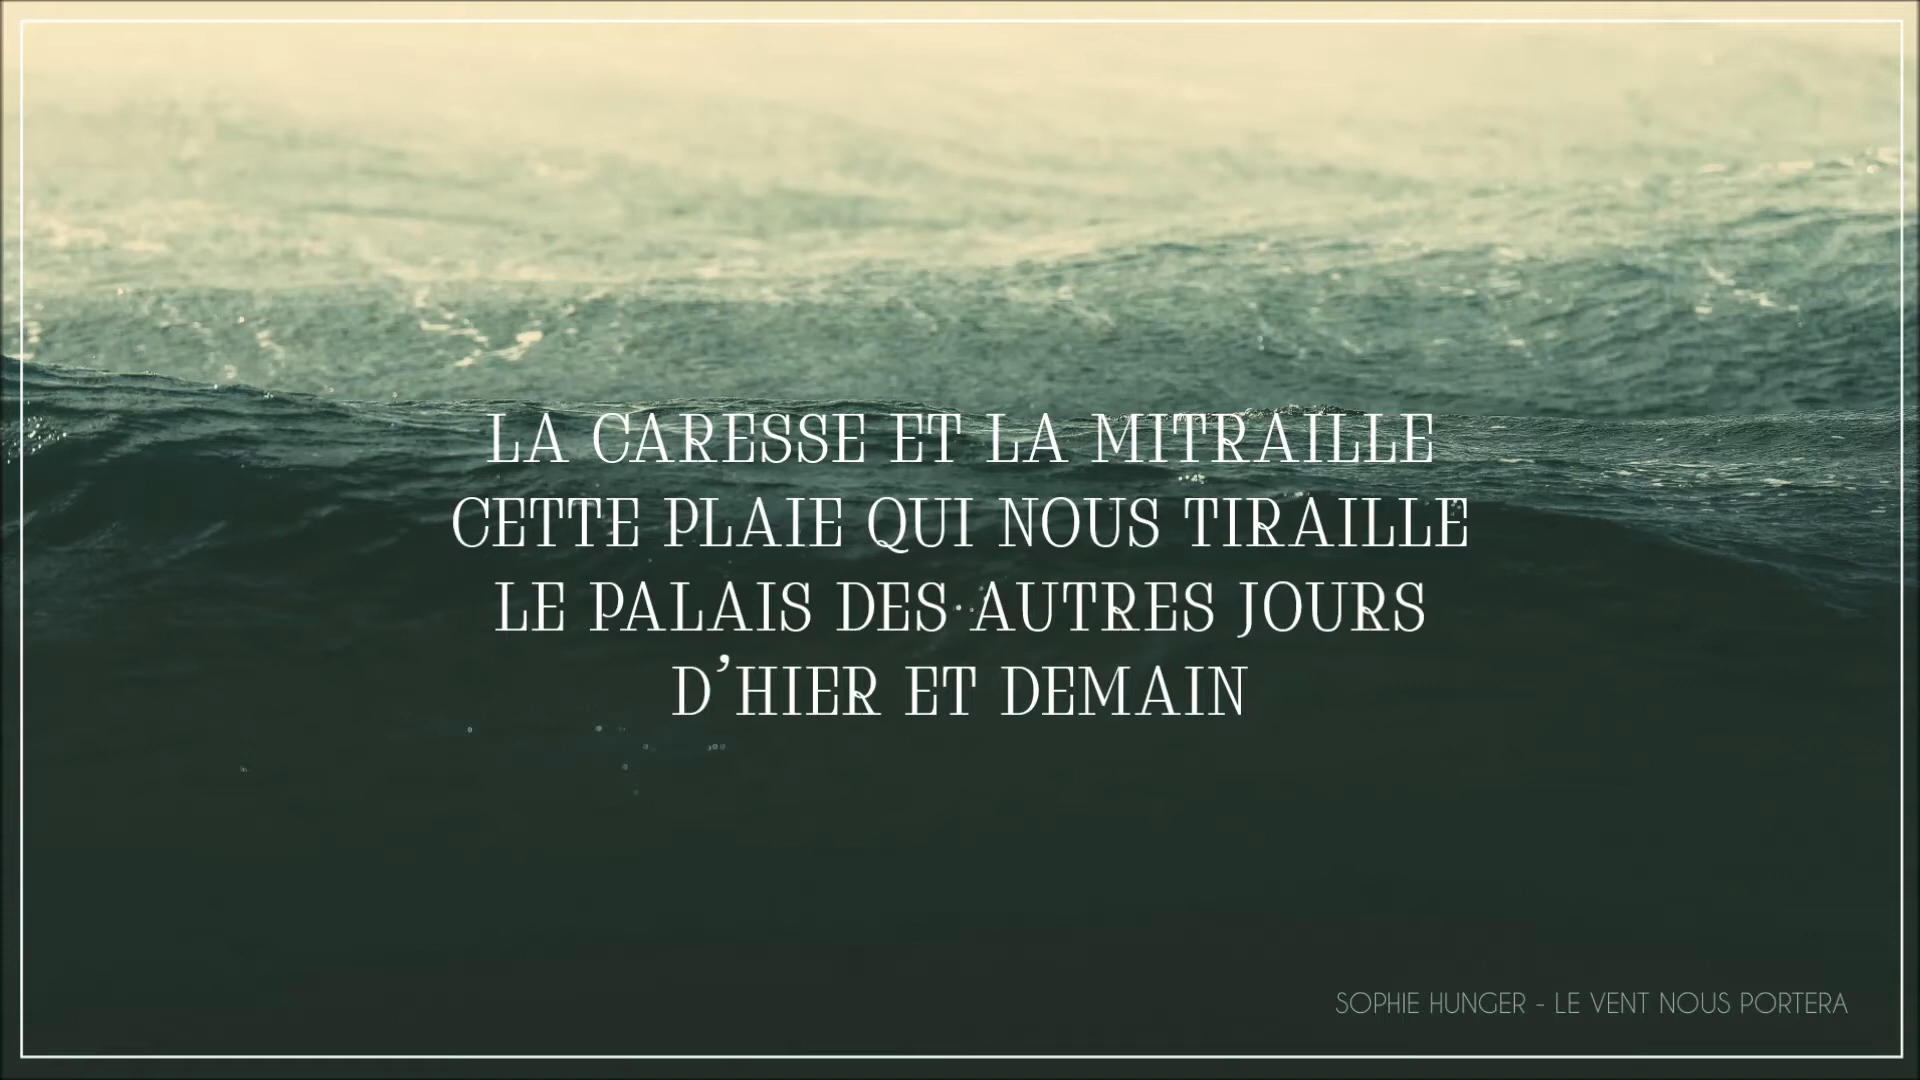 LA CARESSE ET LA MITRAILLE
CETTE PLAIE QUI NOUS TIRAILLE
LE PALAIS DES AUTRES JOURS
D’HIER ET DEMAIN
SOPHIE HUNGER - LE VENT NOUS PORTERA